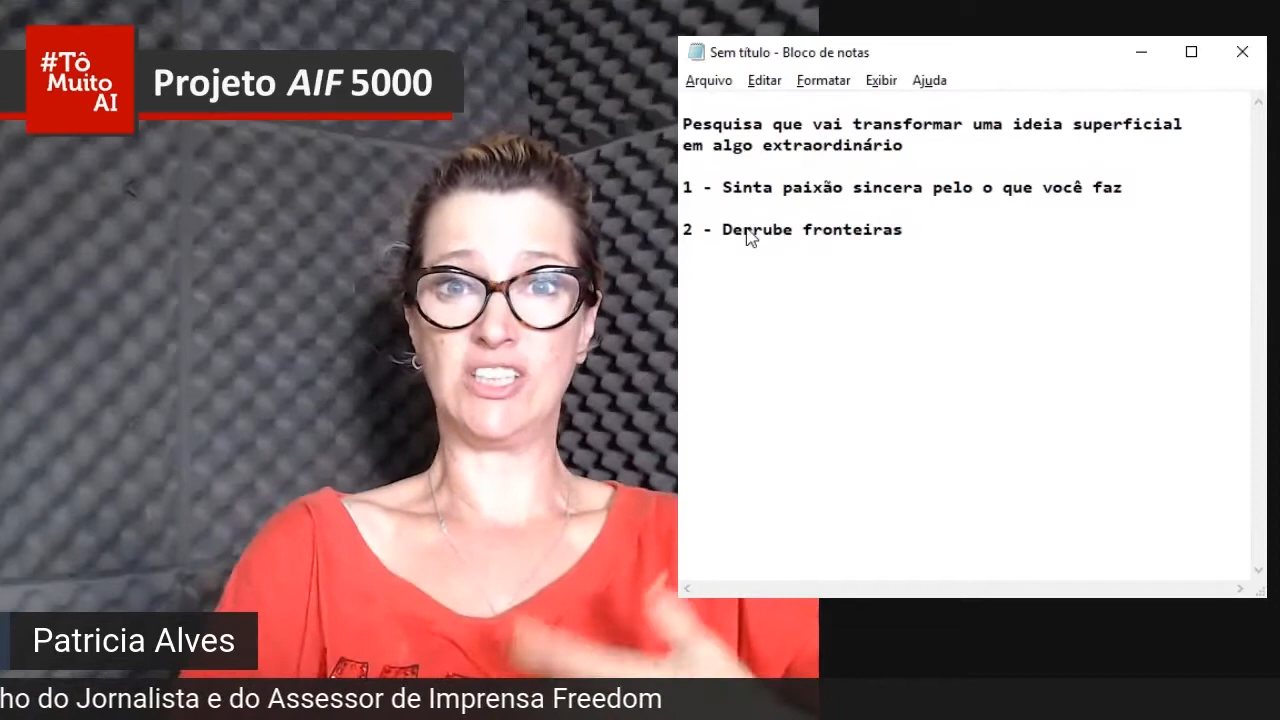 #Tô
Muito
AI
Projeto AIF 5000
Sem título - Bloco de notas
Arquivo Editar Formatar Exibir Ajuda
Pesquisa que vai transformar uma ideia superficial
em algo extraordinário
1 - Sinta paixão sincera pelo o que você faz
2 - Derrube fronteiras
Patricia Alves
ho do Jornalista e do Assessor de Imprensa Freedom